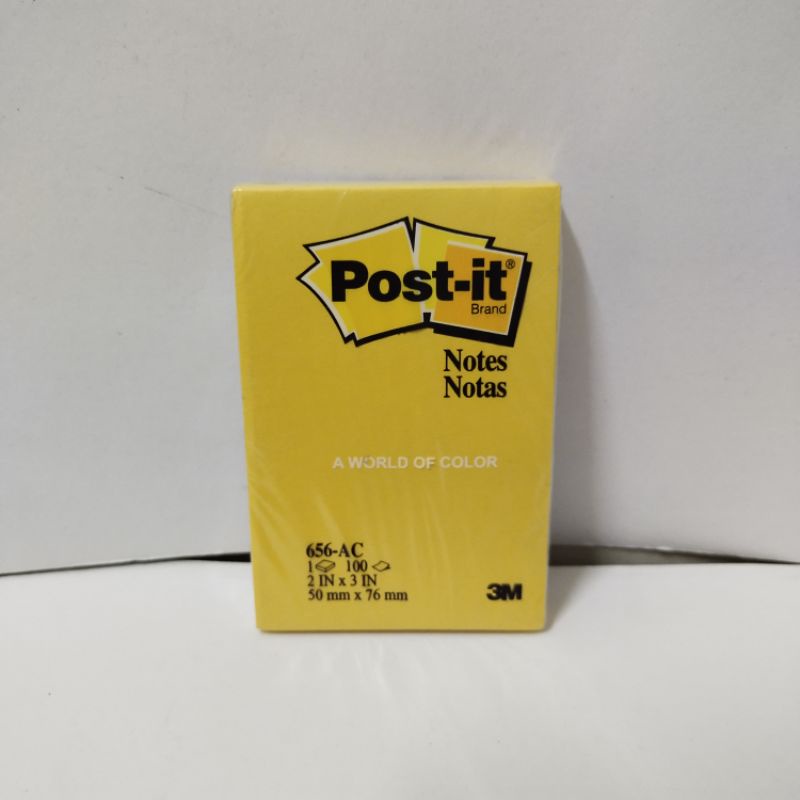 Post-it®
Brand
Notes
Notas
A WORLD OF COLOR
656-AC
1 100
2 IN x 3 IN
50 mm x 76 mm
3M